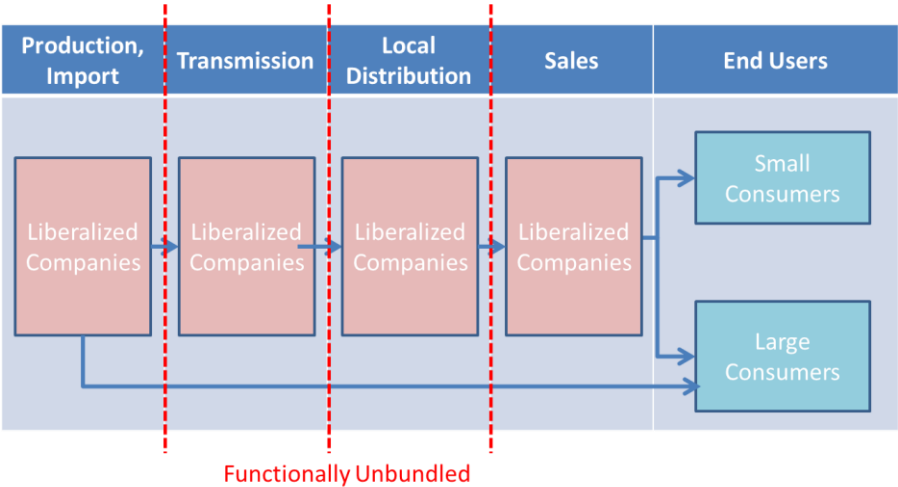 Production,
Import
Transmission
Local
Distribution
Sales
End Users
Liberalized
Companies
Liberalized
Companies
Liberalized
Companies
Liberalized
Companies
Small
Consumers
Large
Consumers
Functionally Unbundled